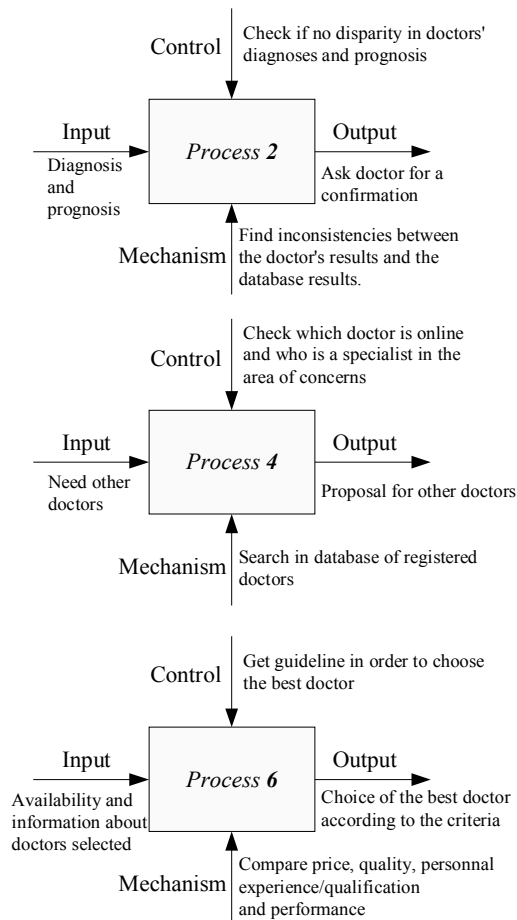 Check if no disparity in doctors'
diagnoses and prognosis
Control
Input
Process 2
Output
Diagnosis
and
prognosis
Ask doctor for a
confirmation
Mechanism
Find inconsistencies between
the doctor's results and the
database results.
Check which doctor is online
and who is a specialist in the
area of concerns
Control
Input
Process 4
Output
Need other
doctors
Proposal for other doctors
Mechanism
Search in database of registered
doctors
Control
Get guideline in order to choose
the best doctor
Input
Process 6
Output
Availability and
information about
doctors selected
Choice of the best doctor
according to the criteria
Mechanism
Compare price, quality, personnal
experience/qualification
and performance